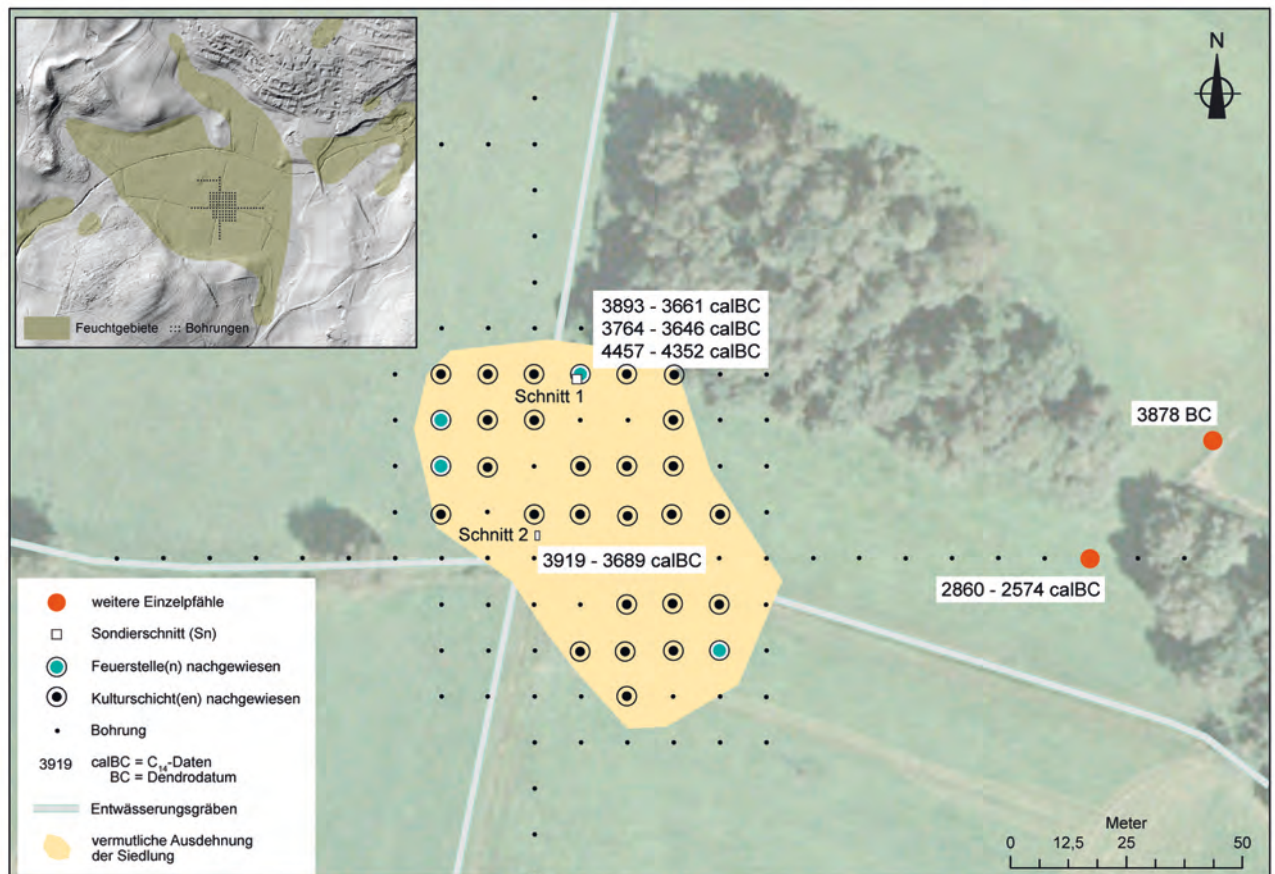 Feuchtgebiete
Bohrungen
N
3893 - 3661 calBC
3764 - 3646 calBC
4457 - 4352 calBC
Schnitt 1
3878 BC
Schnitt 2
3919 - 3689 calBC
2860 - 2574 calBC
weitere Einzelpfähle
Sondierschnitt (Sn)
Feuerstelle(n) nachgewiesen
Kulturschicht(en) nachgewiesen
Bohrung
3919 calBC = C14-Daten
BC = Dendrodatum
Entwässerungsgräben
vermutliche Ausdehnung
der Siedlung
Meter
0 12,5 25 50